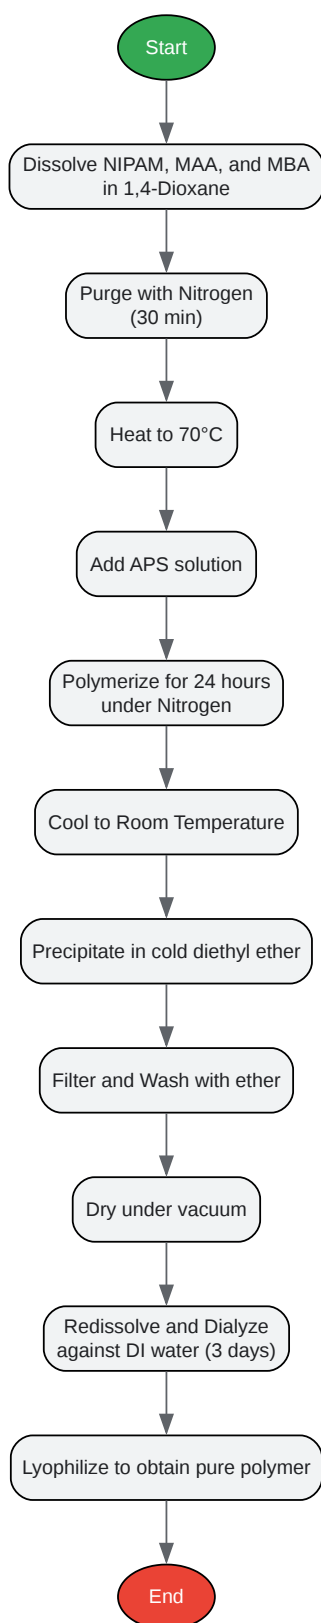 Start
Dissolve NIPAM, MAA, and MBA
in 1,4-Dioxane
Purge with Nitrogen
(30 min)
Heat to 70°C
Add APS solution
Polymerize for 24 hours
under Nitrogen
Cool to Room Temperature
Precipitate in cold diethyl ether
Filter and Wash with ether
Dry under vacuum
Redissolve and Dialyze
against DI water (3 days)
Lyophilize to obtain pure polymer
End